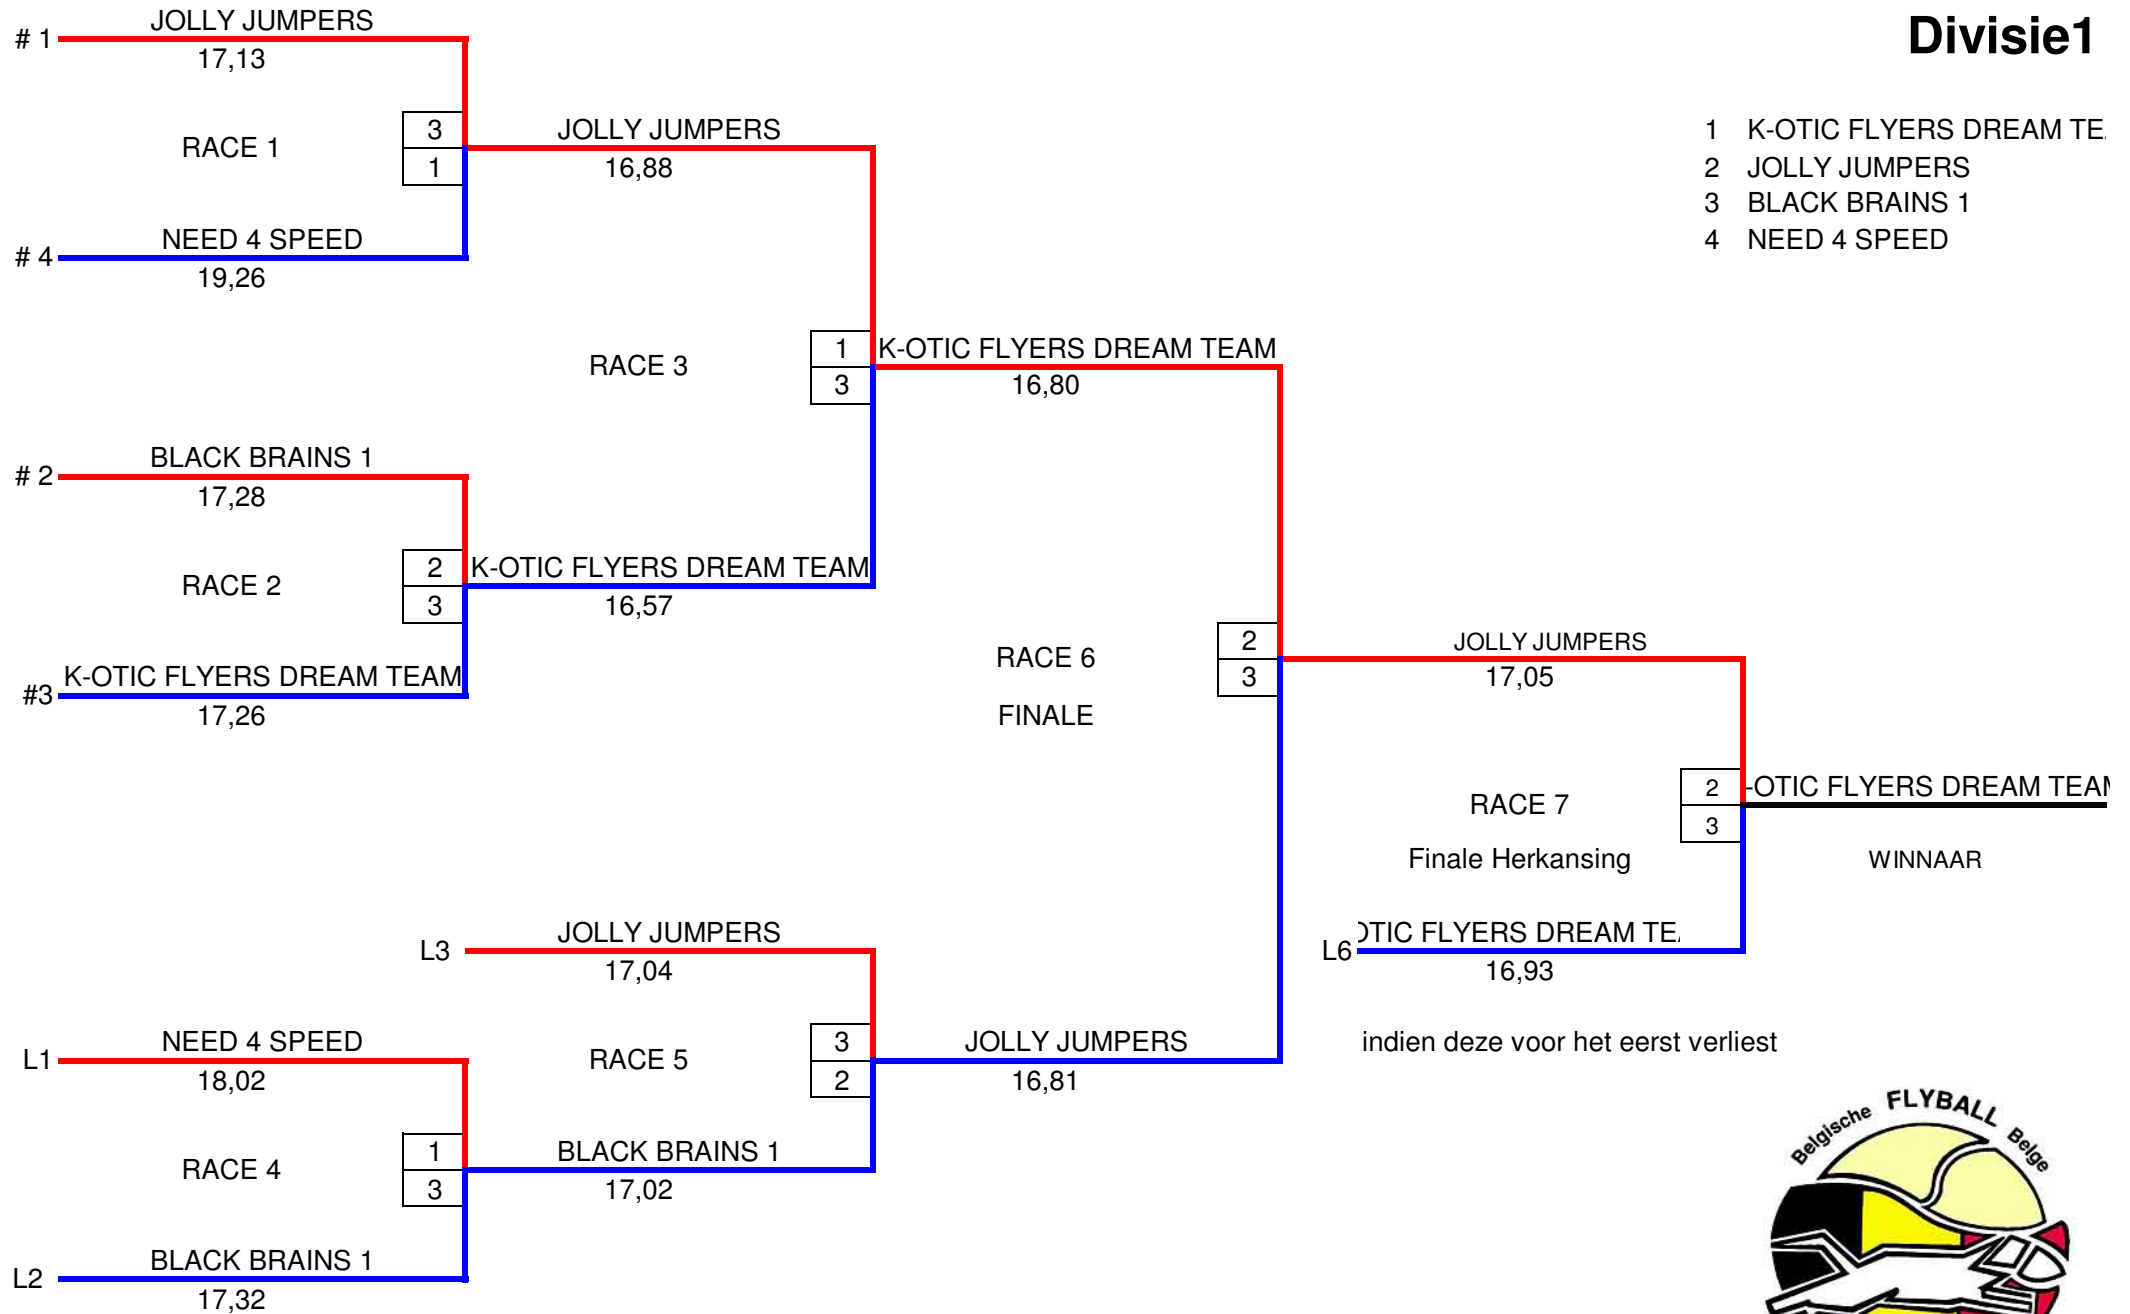 Divisie1
1 K-OTIC FLYERS DREAM TE
2 JOLLY JUMPERS
3 BLACK BRAINS 1
4 NEED 4 SPEED
# 1 JOLLY JUMPERS
17,13
RACE 1
3
1
# 4 NEED 4 SPEED
19,26
JOLLY JUMPERS
16,88
RACE 3
1
3
# 2 BLACK BRAINS 1
17,28
RACE 2
2
3
#3 K-OTIC FLYERS DREAM TEAM
17,26
K-OTIC FLYERS DREAM TEAM
16,57
K-OTIC FLYERS DREAM TEAM
16,80
RACE 6
FINALE
2
3
JOLLY JUMPERS
17,05
RACE 7
Finale Herkansing
2
3
-OTIC FLYERS DREAM TEAM
WINNAAR
L6 OTIC FLYERS DREAM TE
16,93
indien deze voor het eerst verliest
L3 JOLLY JUMPERS
17,04
RACE 5
3
2
JOLLY JUMPERS
16,81
L1 NEED 4 SPEED
18,02
RACE 4
1
3
BLACK BRAINS 1
17,02
L2 BLACK BRAINS 1
17,32
Belgische FLYBALL Belge